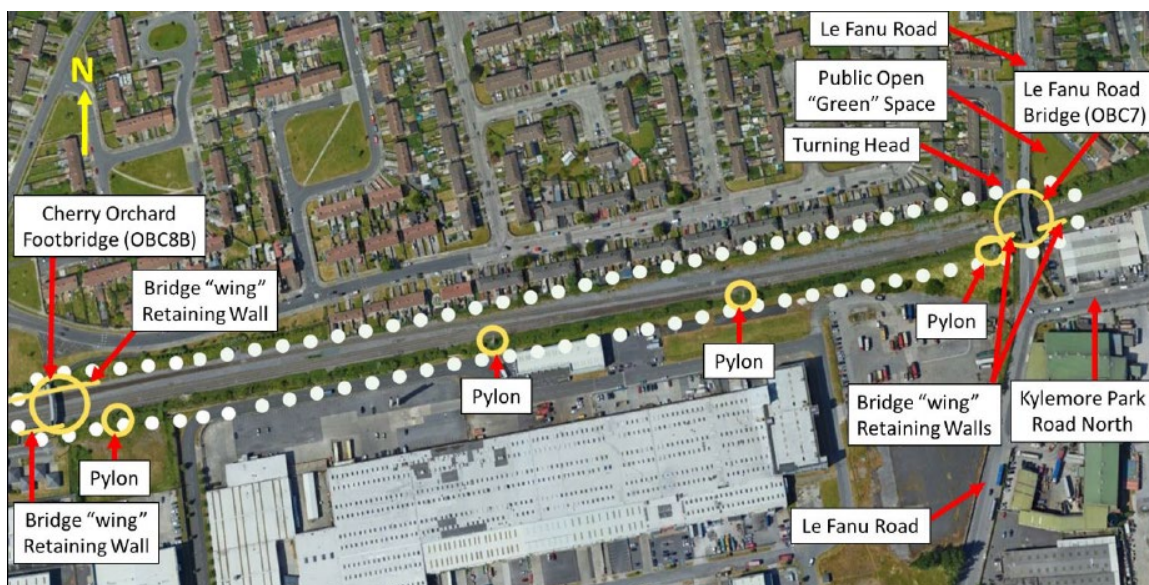 N
Le Fanu Road
Public Open
“Green” Space
Le Fanu Road
Bridge (OBC7)
Turning Head
Cherry Orchard
Footbridge (OBC8B)
Bridge “wing”
Retaining Wall
Pylon
Pylon
Pylon
Pylon
Bridge “wing”
Retaining Walls
Kylemore Park
Road North
Bridge “wing”
Retaining Wall
Le Fanu Road